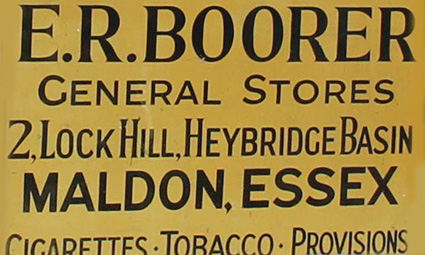 E.R.BOORER
GENERAL STORES
2, LOCK HILL, HEYBRIDGE BASIN
MALDON, ESSEX
CIGARETTES · TOBACCO · PROVISIONS